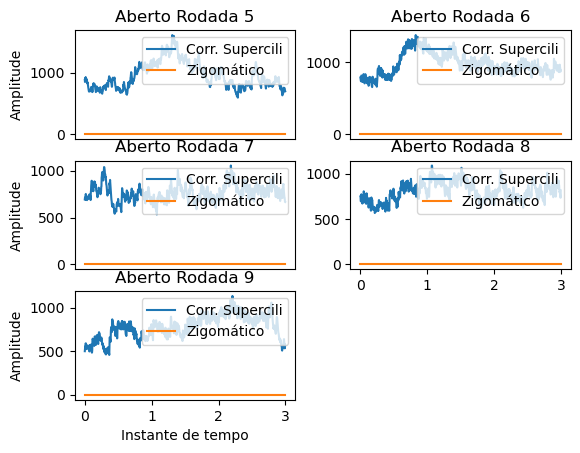 Aberto Rodada 5
Aberto Rodada 6
Amplitude
1000
0
Corr. Supercili
Zigomático
1000
0
Corr. Supercili
Zigomático
Aberto Rodada 7
Aberto Rodada 8
Amplitude
1000
500
0
Corr. Supercili
Zigomático
1000
500
0
Corr. Supercili
Zigomático
0 1 2 3
Aberto Rodada 9
Amplitude
1000
500
0
Corr. Supercili
Zigomático
0 1 2 3
Instante de tempo